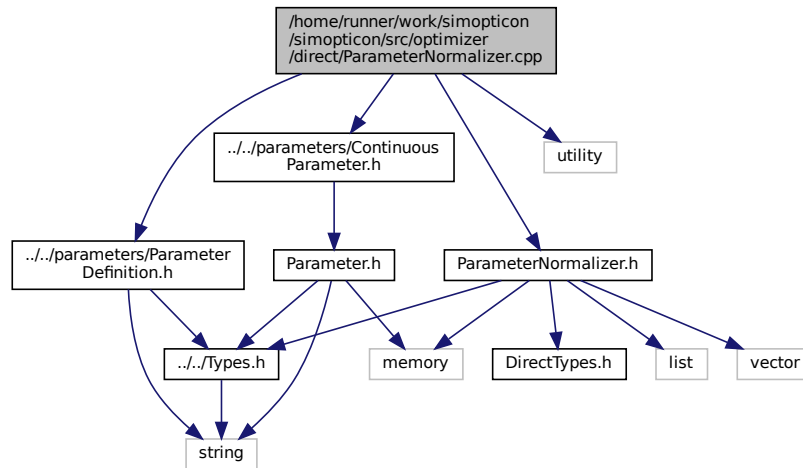 /home/runner/work/simopticon
/simopticon/src/optimizer
/direct/ParameterNormalizer.cpp
../../parameters/Continuous
Parameter.h
utility
../../parameters/Parameter
Definition.h
Parameter.h
ParameterNormalizer.h
../../Types.h
memory
DirectTypes.h
list
vector
string